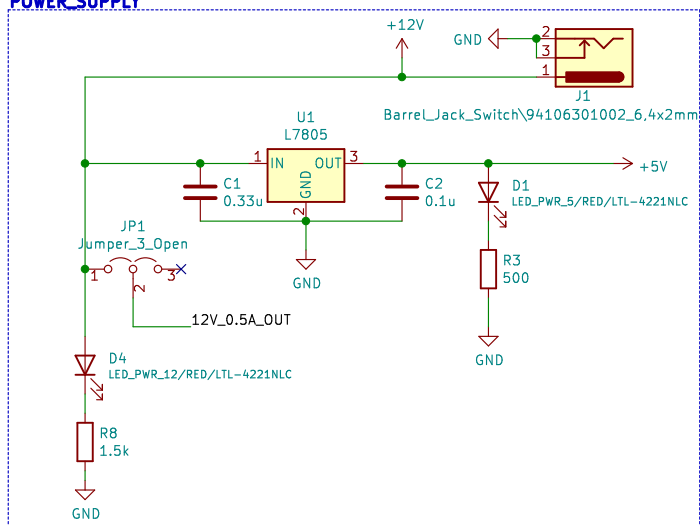 POWER_SUPPLY
+12V
GND
2
3
1
J1
Barrel_Jack_Switch\94106301002_6,4x2mm
U1
L7805
1
IN
OUT
3
GND
2
+5V
C1
0.33u
C2
0.1u
D1
LED_PWR_5/RED/LTL-4221NLC
JP1
Jumper_3_Open
1
2
3
R3
500
GND
12V_0.5A_OUT
GND
D4
LED_PWR_12/RED/LTL-4221NLC
R8
1.5k
GND